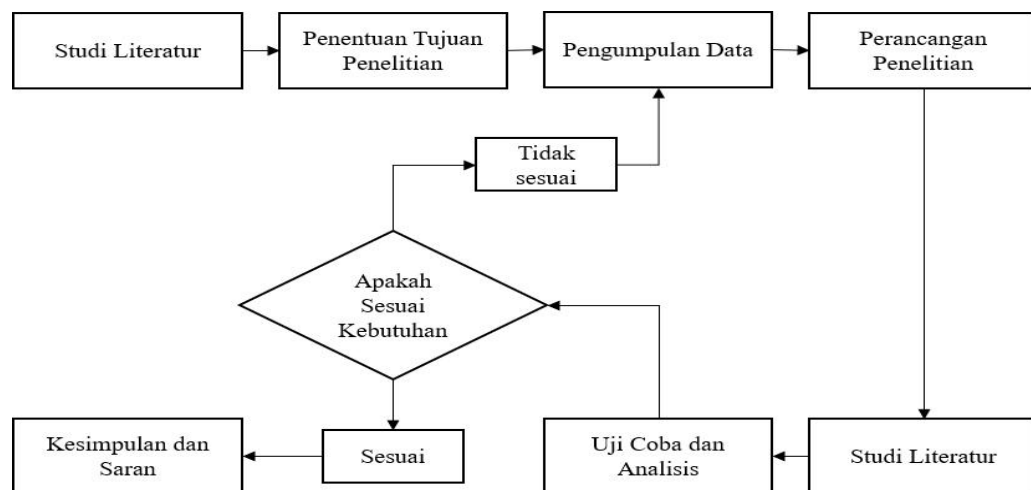 Studi Literatur
Penentuan Tujuan
Penelitian
Pengumpulan Data
Perancangan
Penelitian
Tidak
sesuai
Apakah
Sesuai
Kebutuhan
Kesimpulan dan
Saran
Sesuai
Uji Coba dan
Analisis
Studi Literatur